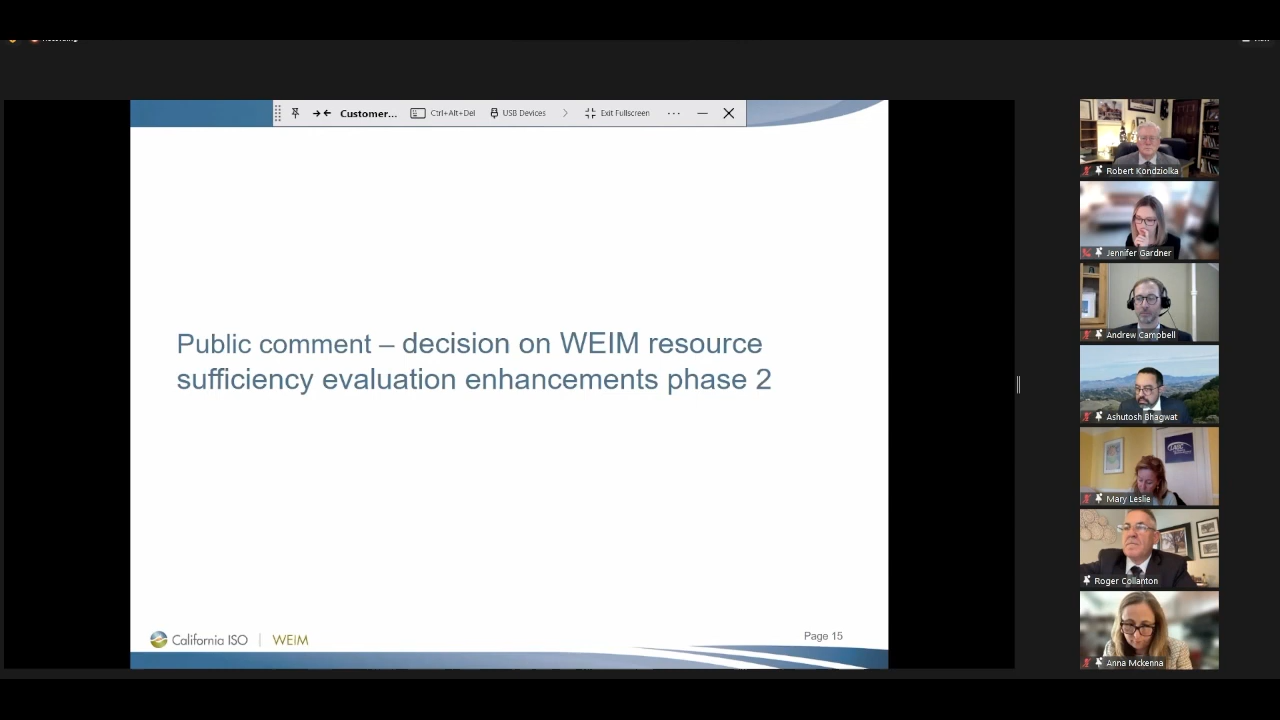 Recording
View
Customer...
Ctrl+Alt+Del
USB Devices
Exit Fullscreen
Public comment – decision on WEIM resource
sufficiency evaluation enhancements phase 2
California ISO | WEIM
Page 15
Robert Kondziolka
Jennifer Gardner
Andrew Campbell
Ashutosh Bhagwat
Mary Leslie
Roger Collanton
Anna Mckenna